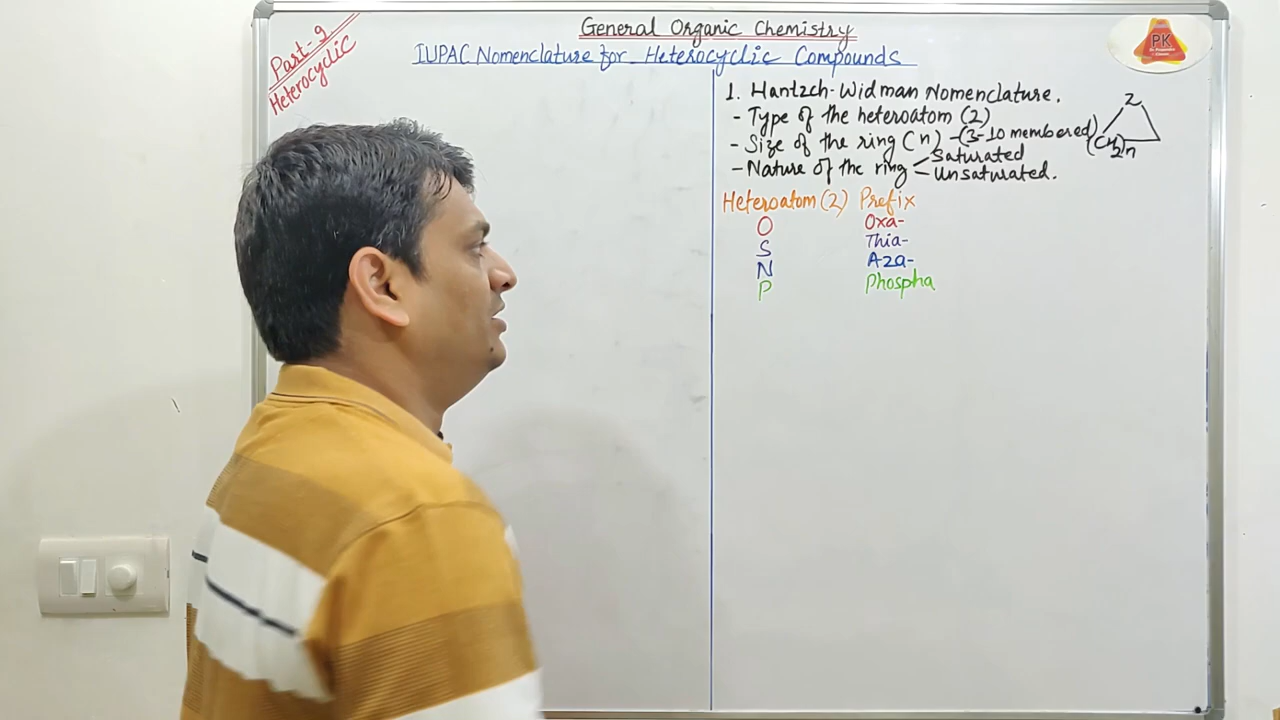 General Organic Chemistry
IUPAC Nomenclature for Heterocyclic Compounds
Part-9
Heterocyclic
PK
1. Hantzch-Widman Nomenclature.
- Type of the heteroatom (Z)
- Size of the ring (n) - (3-10 membered)
- Nature of the ring - Saturated
- Unsaturated.
Z
(CH2)n
Heteroatom (Z) Prefix
O Oxa-
S Thia-
N Aza-
P Phospha